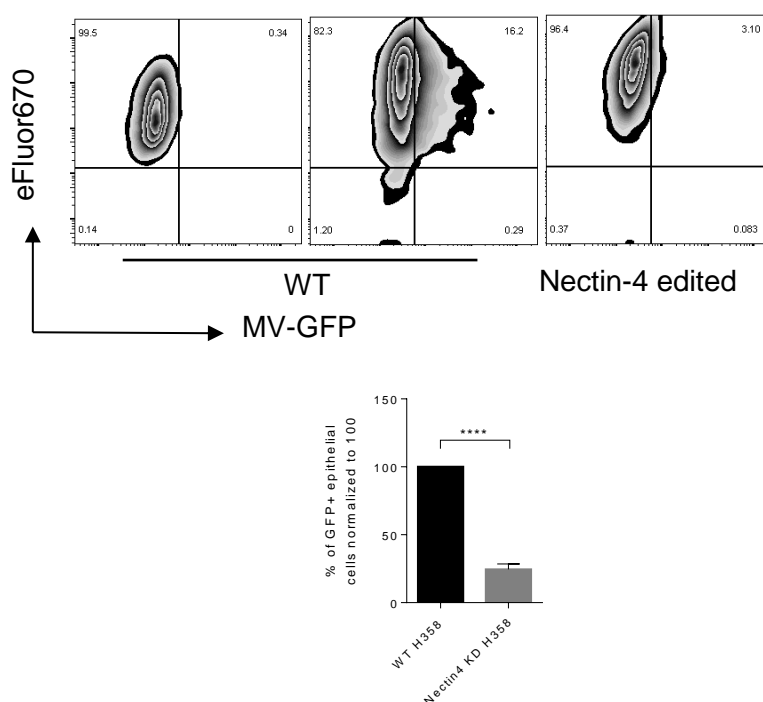 99.5 0.34
82.3 16.2
96.4 3.10
eFluor670
0.14 0
1.20 0.29
0.37 0.083
WT
Nectin-4 edited
MV-GFP
% of GFP+ epithelial
cells normalized to 100
150
100
50
0
****
WT H358
Nectin4 KD H358